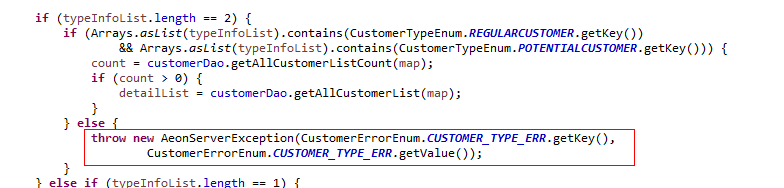 if (typeInfoList.length == 2) {
if (Arrays.asList(typeInfoList).contains(CustomerTypeEnum.REGULARCUSTOMER.getKey())
&& Arrays.asList(typeInfoList).contains(CustomerTypeEnum.POTENTIALCUSTOMER.getKey())) {
count = customerDao.getAllCustomerListCount(map);
if (count > 0) {
detailList = customerDao.getAllCustomerList(map);
}
} else {
throw new AeonServerException(CustomerErrorEnum.CUSTOMER_TYPE_ERR.getKey(),
CustomerErrorEnum.CUSTOMER_TYPE_ERR.getValue());
}
} else if (typeInfoList.length == 1) {